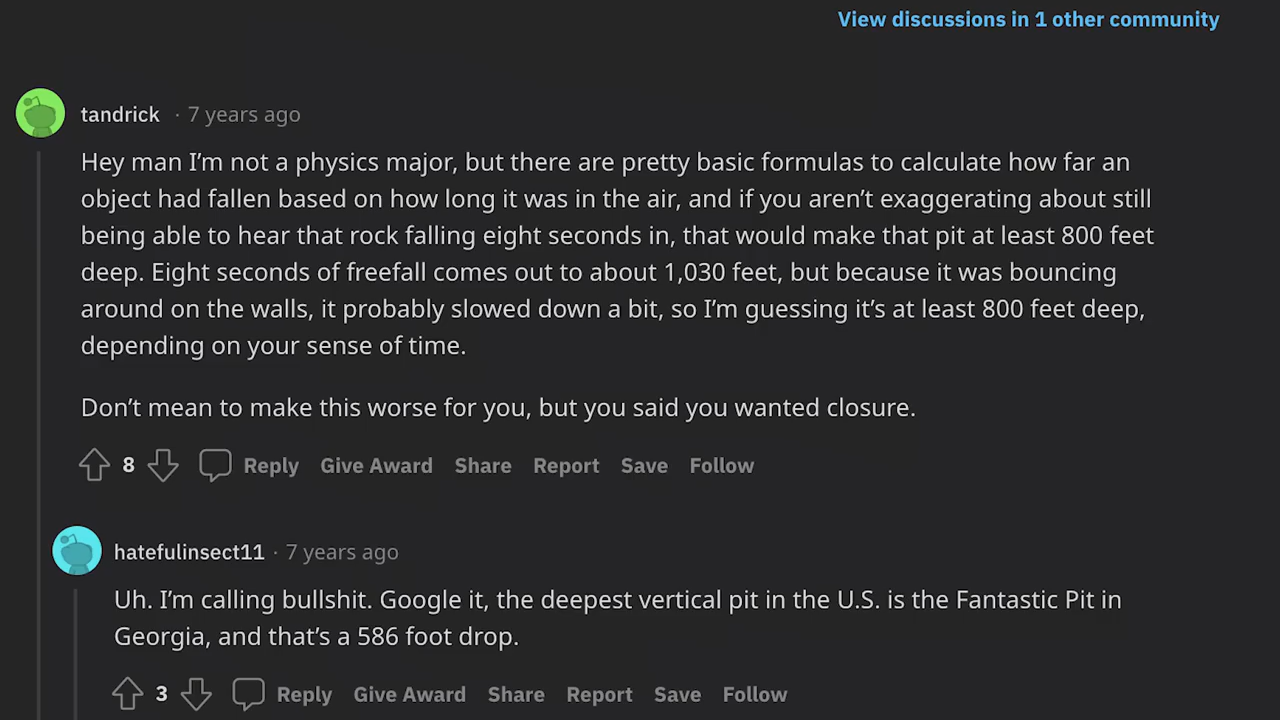 View discussions in 1 other community
tandrick · 7 years ago
Hey man I'm not a physics major, but there are pretty basic formulas to calculate how far an
object had fallen based on how long it was in the air, and if you aren't exaggerating about still
being able to hear that rock falling eight seconds in, that would make that pit at least 800 feet
deep. Eight seconds of freefall comes out to about 1,030 feet, but because it was bouncing
around on the walls, it probably slowed down a bit, so I'm guessing it's at least 800 feet deep,
depending on your sense of time.
Don't mean to make this worse for you, but you said you wanted closure.
8 Reply Give Award Share Report Save Follow
hatefulinsect11 · 7 years ago
Uh. I'm calling bullshit. Google it, the deepest vertical pit in the U.S. is the Fantastic Pit in
Georgia, and that's a 586 foot drop.
3 Reply Give Award Share Report Save Follow